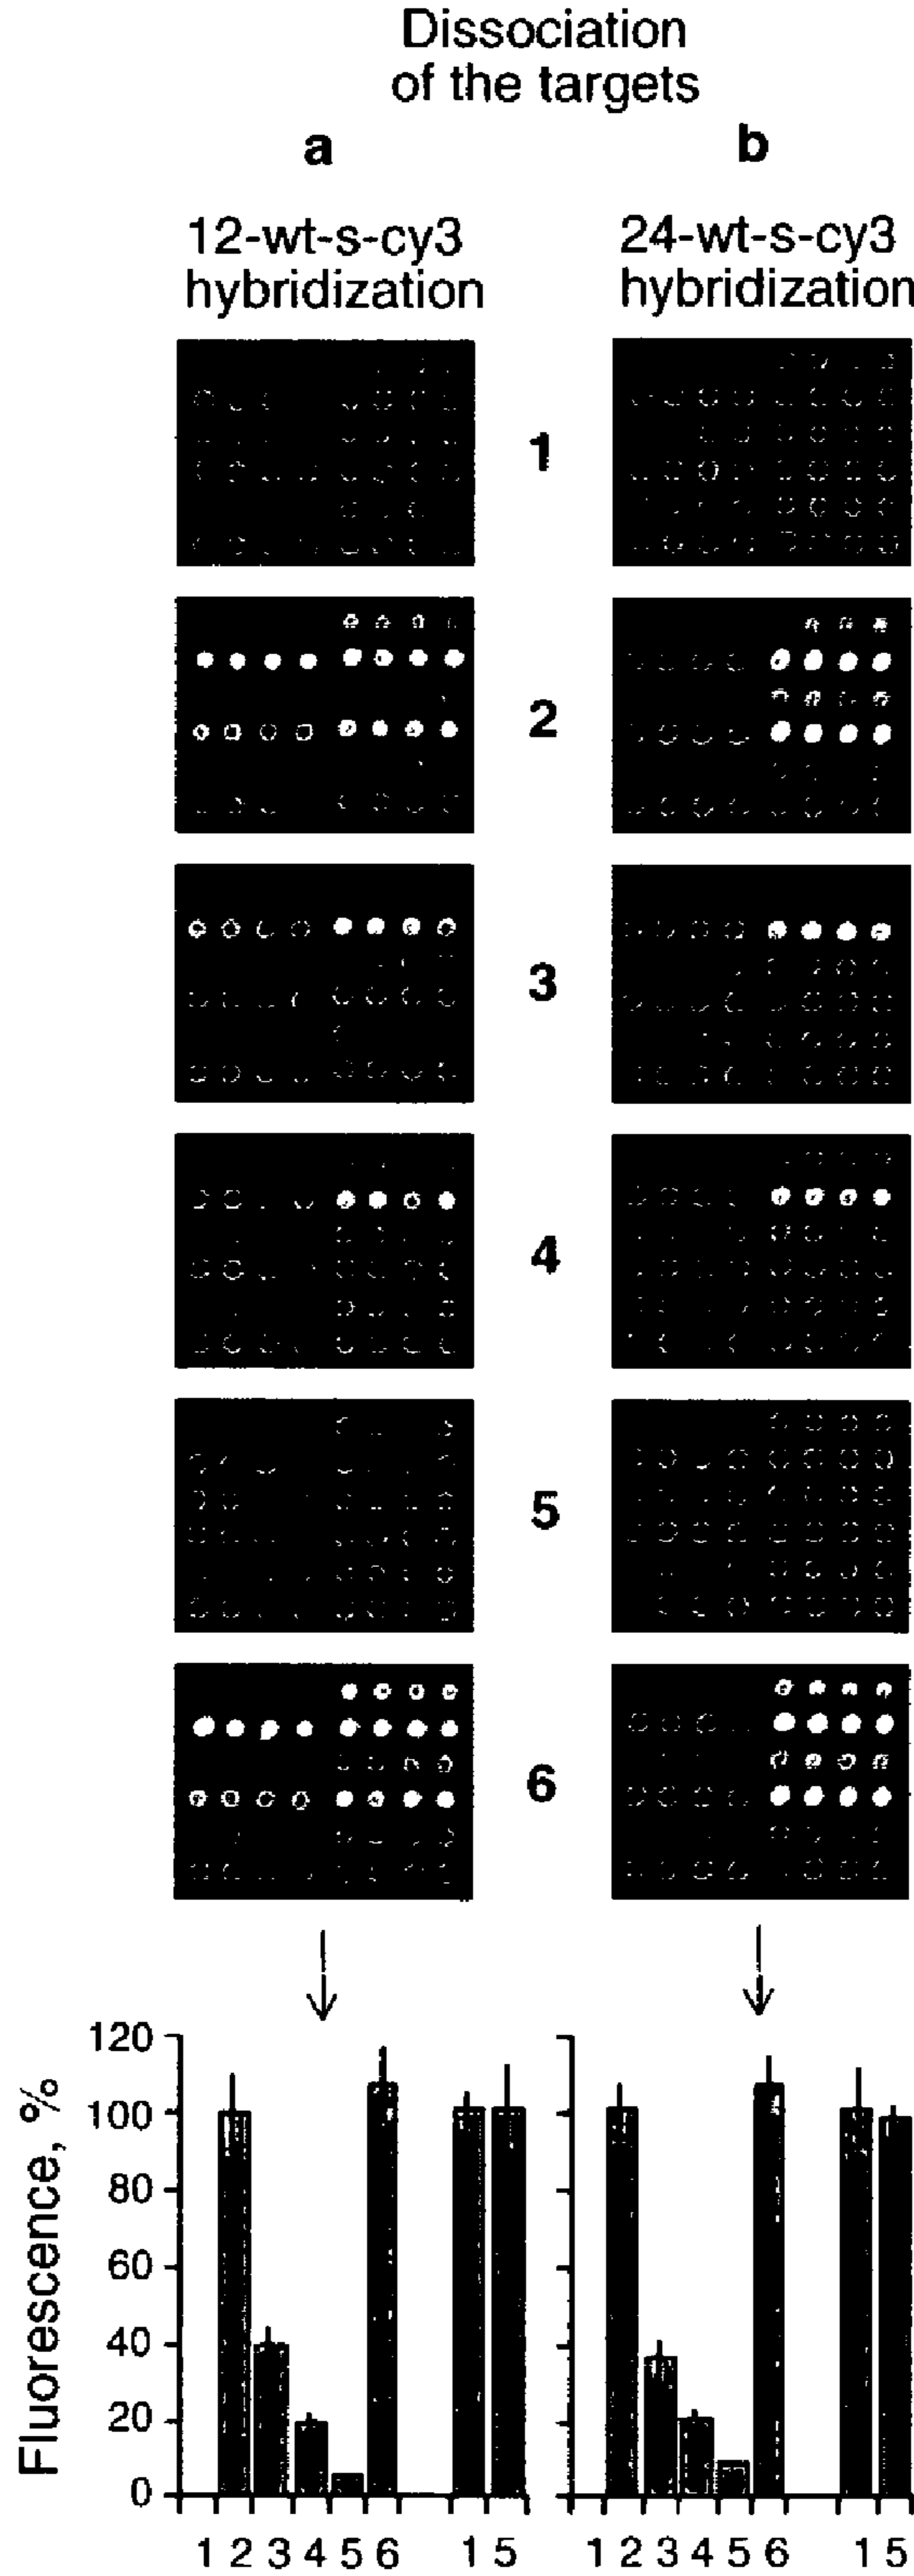 Dissociation
of the targets
a b
12-wt-s-cy3 24-wt-s-cy3
hybridization hybridization
1
2
3
4
5
6
Fluorescence, %
120
100
80
60
40
20
0
1 2 3 4 5 6 1 5 1 2 3 4 5 6 1 5